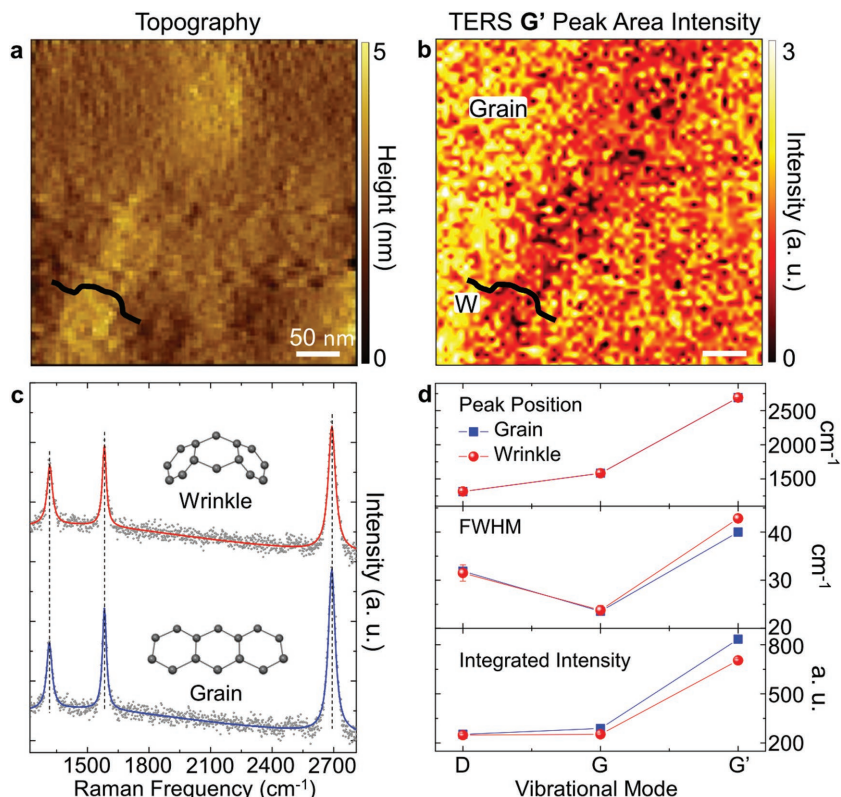 Topography
TERS G' Peak Area Intensity
a
5
Height (nm)
0
50 nm
b
Grain
W
3
Intensity (a. u.)
0
c
Wrinkle
Grain
Intensity (a. u.)
1500 1800 2100 2400 2700
Raman Frequency (cm-1)
d
Peak Position
Grain
Wrinkle
2500
2000
1500
cm-1
FWHM
40
30
20
cm-1
Integrated Intensity
800
500
200
a. u.
D G G'
Vibrational Mode